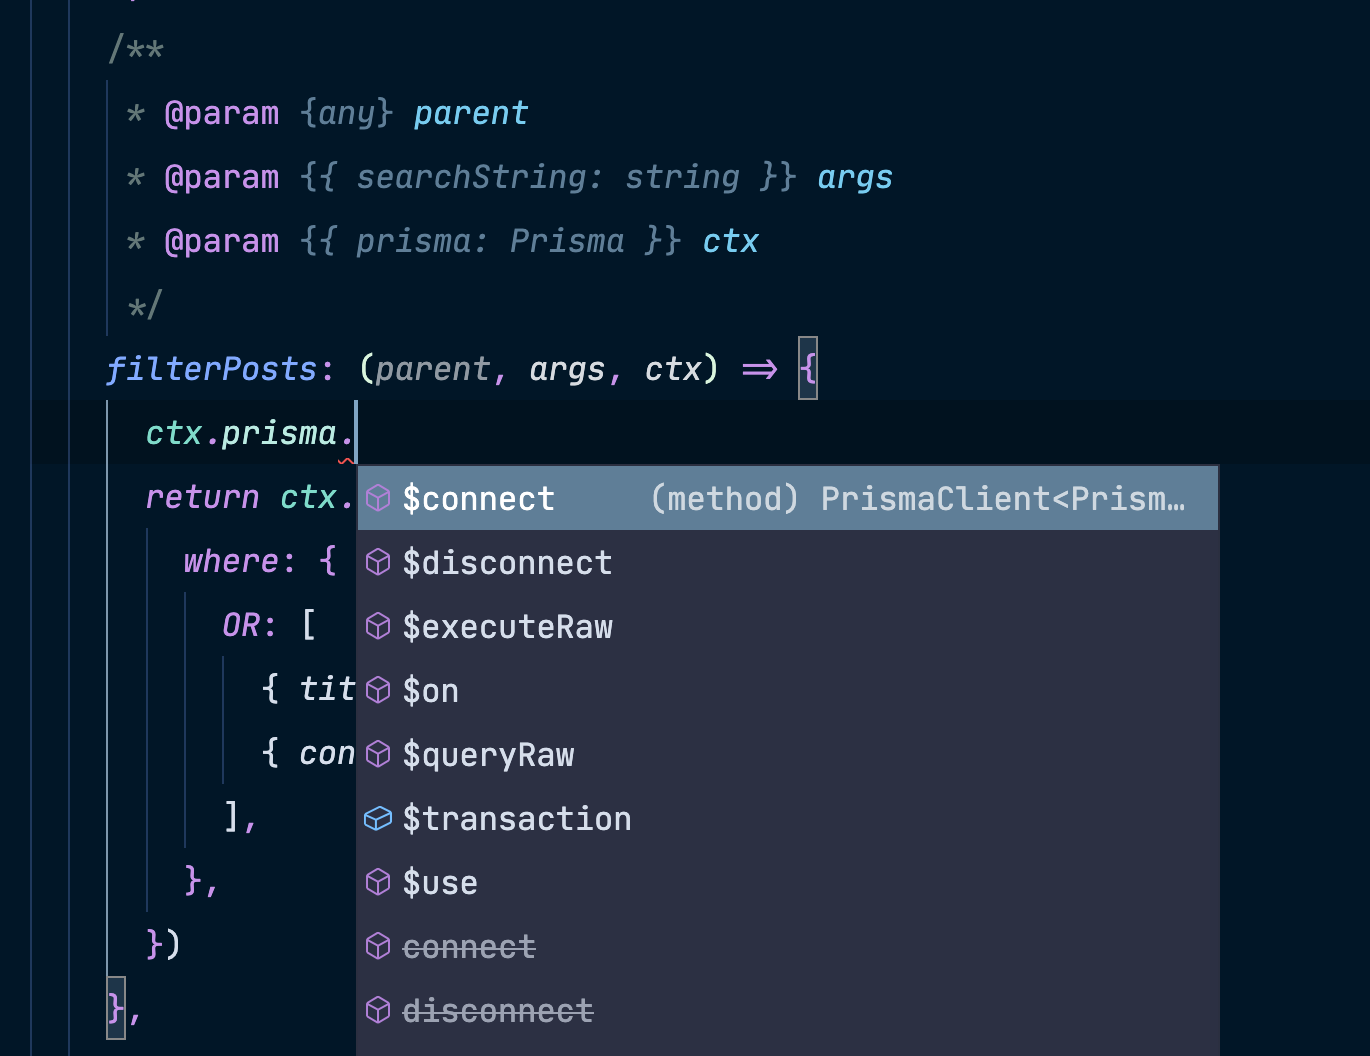 /**
* @param {any} parent
* @param {{ searchString: string }} args
* @param {{ prisma: Prisma }} ctx
*/
filterPosts: (parent, args, ctx) => {
ctx.prisma.
return ctx.
$connect (method) PrismaClient<Prism…
where: {
$disconnect
OR: [
$executeRaw
{ tit
$on
{ con
$queryRaw
],
$transaction
},
$use
})
connect
},
disconnect